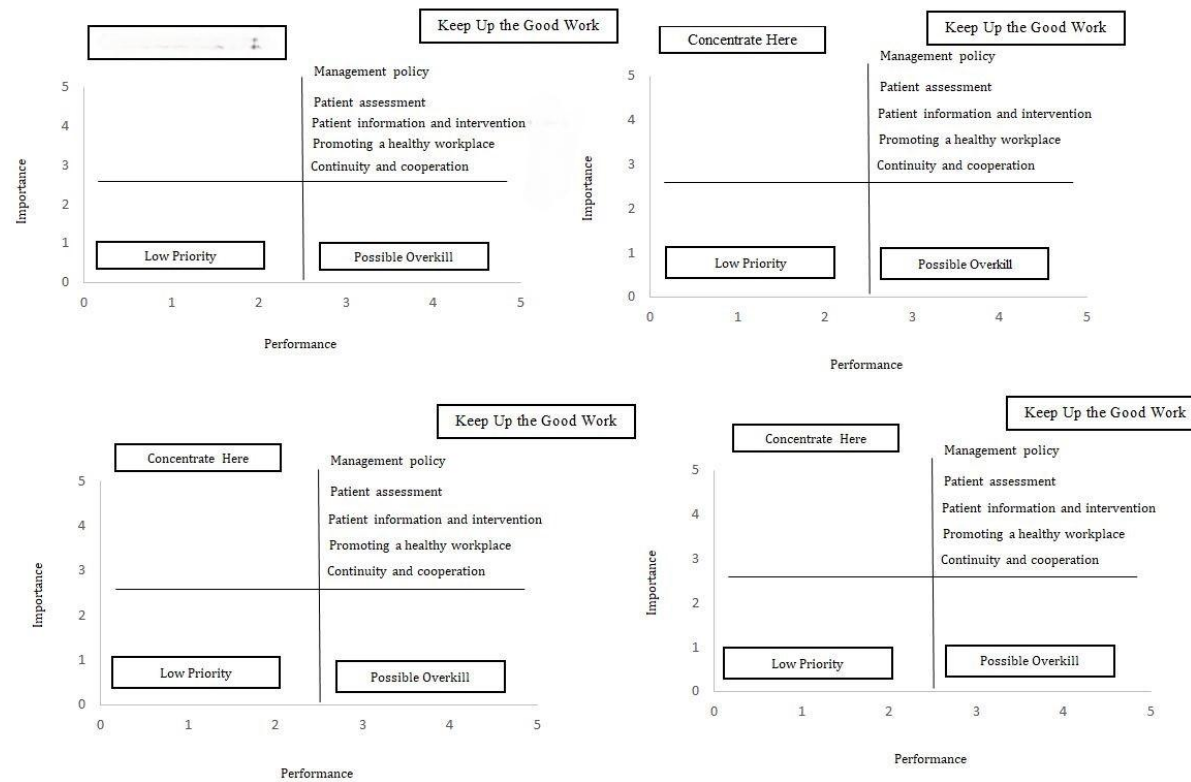 Keep Up the Good Work
Management policy
Patient assessment
Patient information and intervention
Promoting a healthy workplace
Continuity and cooperation
Importance
5
4
3
2
1
0
Low Priority
Possible Overkill
0 1 2 3 4 5
Performance
Concentrate Here
Keep Up the Good Work
Management policy
Patient assessment
Patient information and intervention
Promoting a healthy workplace
Continuity and cooperation
Importance
5
4
3
2
1
0
Low Priority
Possible Overkill
0 1 2 3 4 5
Performance
Concentrate Here
Keep Up the Good Work
Management policy
Patient assessment
Patient information and intervention
Promoting a healthy workplace
Continuity and cooperation
Importance
5
4
3
2
1
0
Low Priority
Possible Overkill
0 1 2 3 4 5
Performance
Concentrate Here
Keep Up the Good Work
Management policy
Patient assessment
Patient information and intervention
Promoting a healthy workplace
Continuity and cooperation
Importance
5
4
3
2
1
0
Low Priority
Possible Overkill
0 1 2 3 4 5
Performance